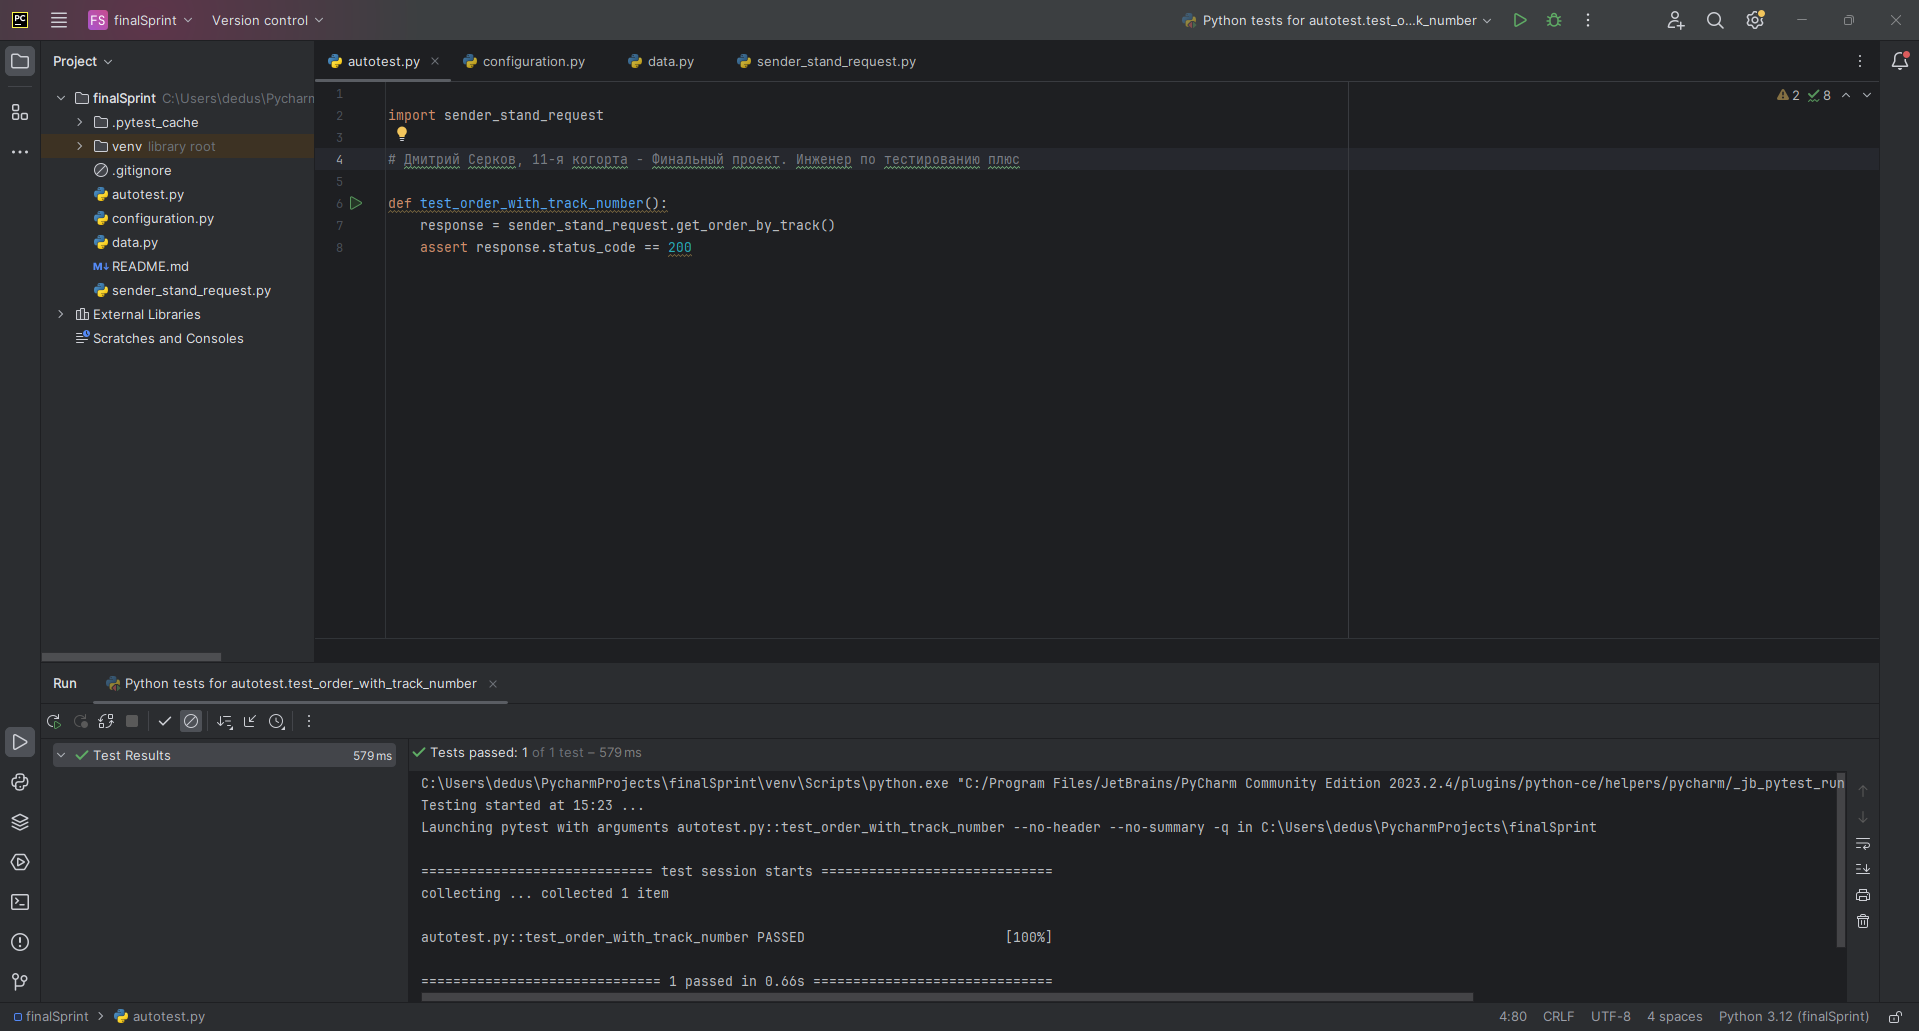 PC
FS finalSprint Version control
Python tests for autotest.test_o...k_number
Project
autotest.py configuration.py data.py sender_stand_request.py
finalSprint C:\Users\dedus\Pycharm
.pytest_cache
venv library root
.gitignore
autotest.py
configuration.py
data.py
M↓ README.md
sender_stand_request.py
External Libraries
Scratches and Consoles
2 8
1
2 import sender_stand_request
3
4 # Дмитрий Серков, 11-я когорта - Финальный проект. Инженер по тестированию плюс
5
6 def test_order_with_track_number():
7 response = sender_stand_request.get_order_by_track()
8 assert response.status_code == 200
Run Python tests for autotest.test_order_with_track_number
Test Results 579 ms
Tests passed: 1 of 1 test – 579 ms
C:\Users\dedus\PycharmProjects\finalSprint\venv\Scripts\python.exe "C:/Program Files/JetBrains/PyCharm Community Edition 2023.2.4/plugins/python-ce/helpers/pycharm/_jb_pytest_run
Testing started at 15:23 ...
Launching pytest with arguments autotest.py::test_order_with_track_number --no-header --no-summary -q in C:\Users\dedus\PycharmProjects\finalSprint
============================= test session starts =============================
collecting ... collected 1 item
autotest.py::test_order_with_track_number PASSED [100%]
============================== 1 passed in 0.66s ==============================
finalSprint autotest.py
4:80 CRLF UTF-8 4 spaces Python 3.12 (finalSprint)